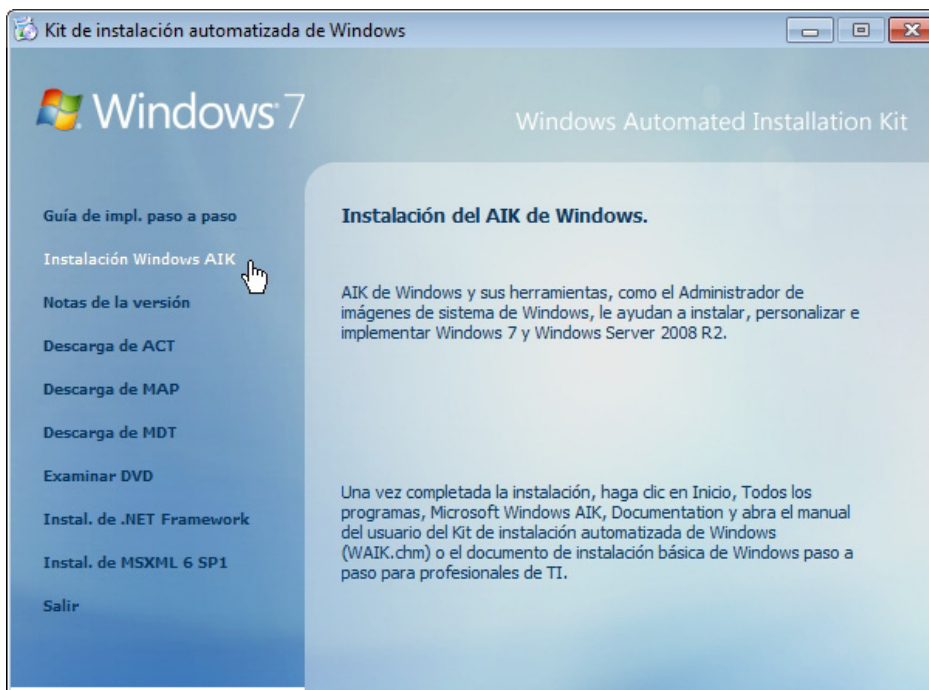 Kit de instalación automatizada de Windows
Windows 7
Windows Automated Installation Kit
Guía de impl. paso a paso
Instalación Windows AIK
Notas de la versión
Descarga de ACT
Descarga de MAP
Descarga de MDT
Examinar DVD
Instal. de .NET Framework
Instal. de MSXML 6 SP1
Salir
Instalación del AIK de Windows.
AIK de Windows y sus herramientas, como el Administrador de
imágenes de sistema de Windows, le ayudan a instalar, personalizar e
implementar Windows 7 y Windows Server 2008 R2.
Una vez completada la instalación, haga clic en Inicio, Todos los
programas, Microsoft Windows AIK, Documentation y abra el manual
del usuario del Kit de instalación automatizada de Windows
(WAIK.chm) o el documento de instalación básica de Windows paso a
paso para profesionales de TI.